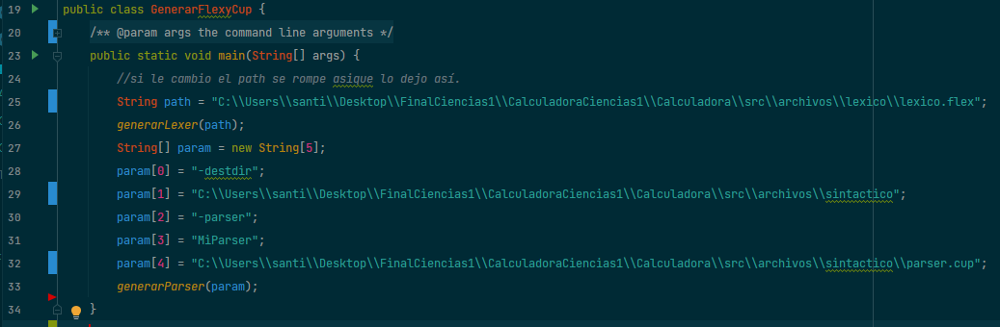 19 public class GenerarFlexyCup {
20 /** @param args the command line arguments */
23 public static void main(String[] args) {
24 //si le cambio el path se rompe asique lo dejo así.
25 String path = "C:\\Users\\santi\\Desktop\\FinalCiencias1\\CalculadoraCiencias1\\Calculadora\\src\\archivos\\lexico\\lexico.flex";
26 generarLexer(path);
27 String[] param = new String[5];
28 param[0] = "-destdir";
29 param[1] = "C:\\Users\\santi\\Desktop\\FinalCiencias1\\CalculadoraCiencias1\\Calculadora\\src\\archivos\\sintactico";
30 param[2] = "-parser";
31 param[3] = "MiParser";
32 param[4] = "C:\\Users\\santi\\Desktop\\FinalCiencias1\\CalculadoraCiencias1\\Calculadora\\src\\archivos\\sintactico\\parser.cup";
33 generarParser(param);
34 }